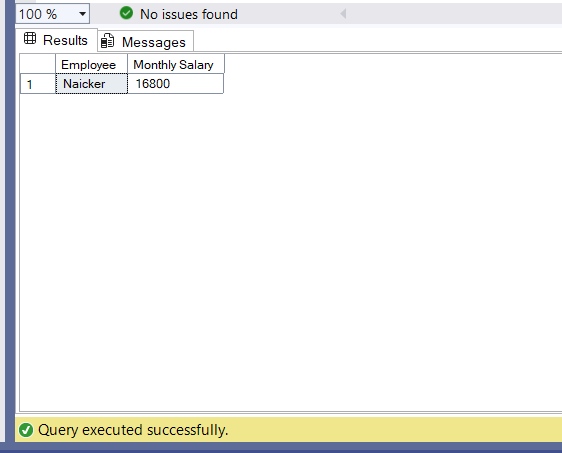 100 % No issues found
Results Messages
Employee Monthly Salary
1 Naicker 16800
Query executed successfully.